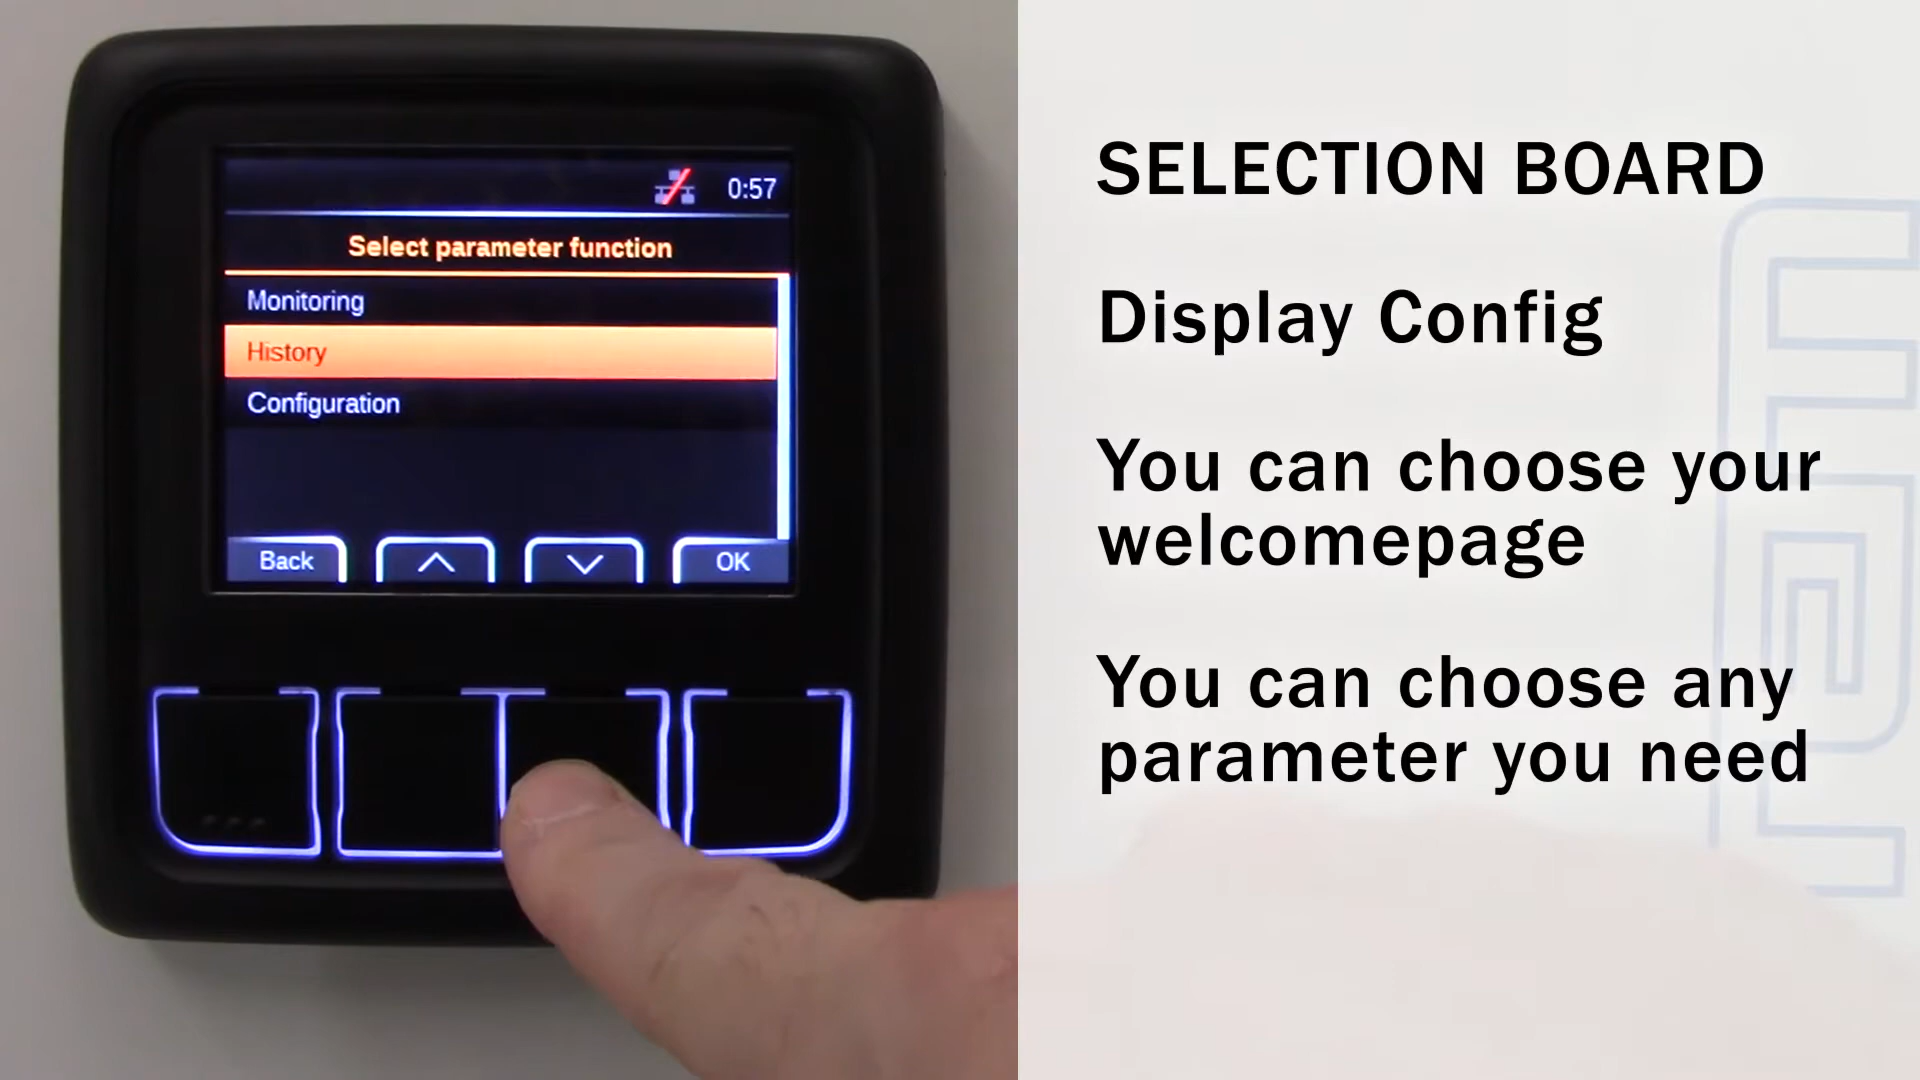 0:57
Select parameter function
Monitoring
History
Configuration
Back
OK
SELECTION BOARD
Display Config
You can choose your
welcomepage
You can choose any
parameter you need